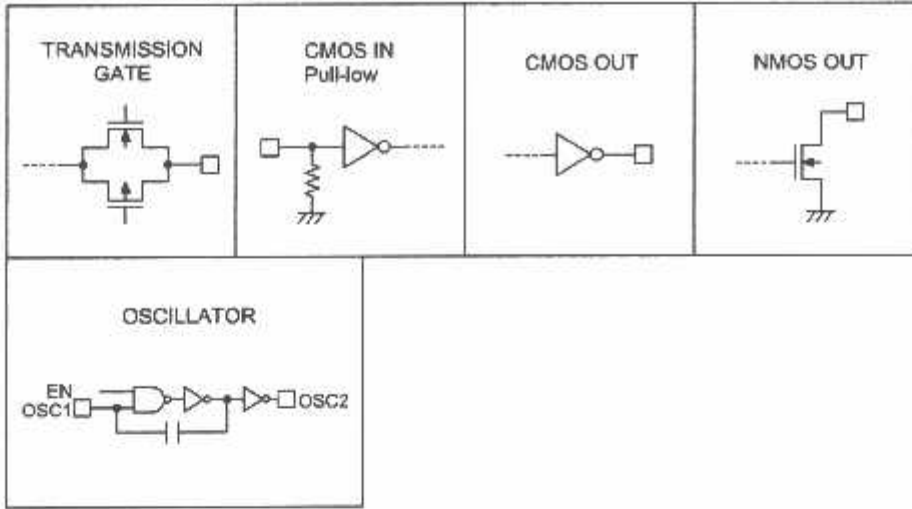 TRANSMISSION
GATE
CMOS IN
Pull-low
CMOS OUT
NMOS OUT
OSCILLATOR
EN
OSC1
OSC2